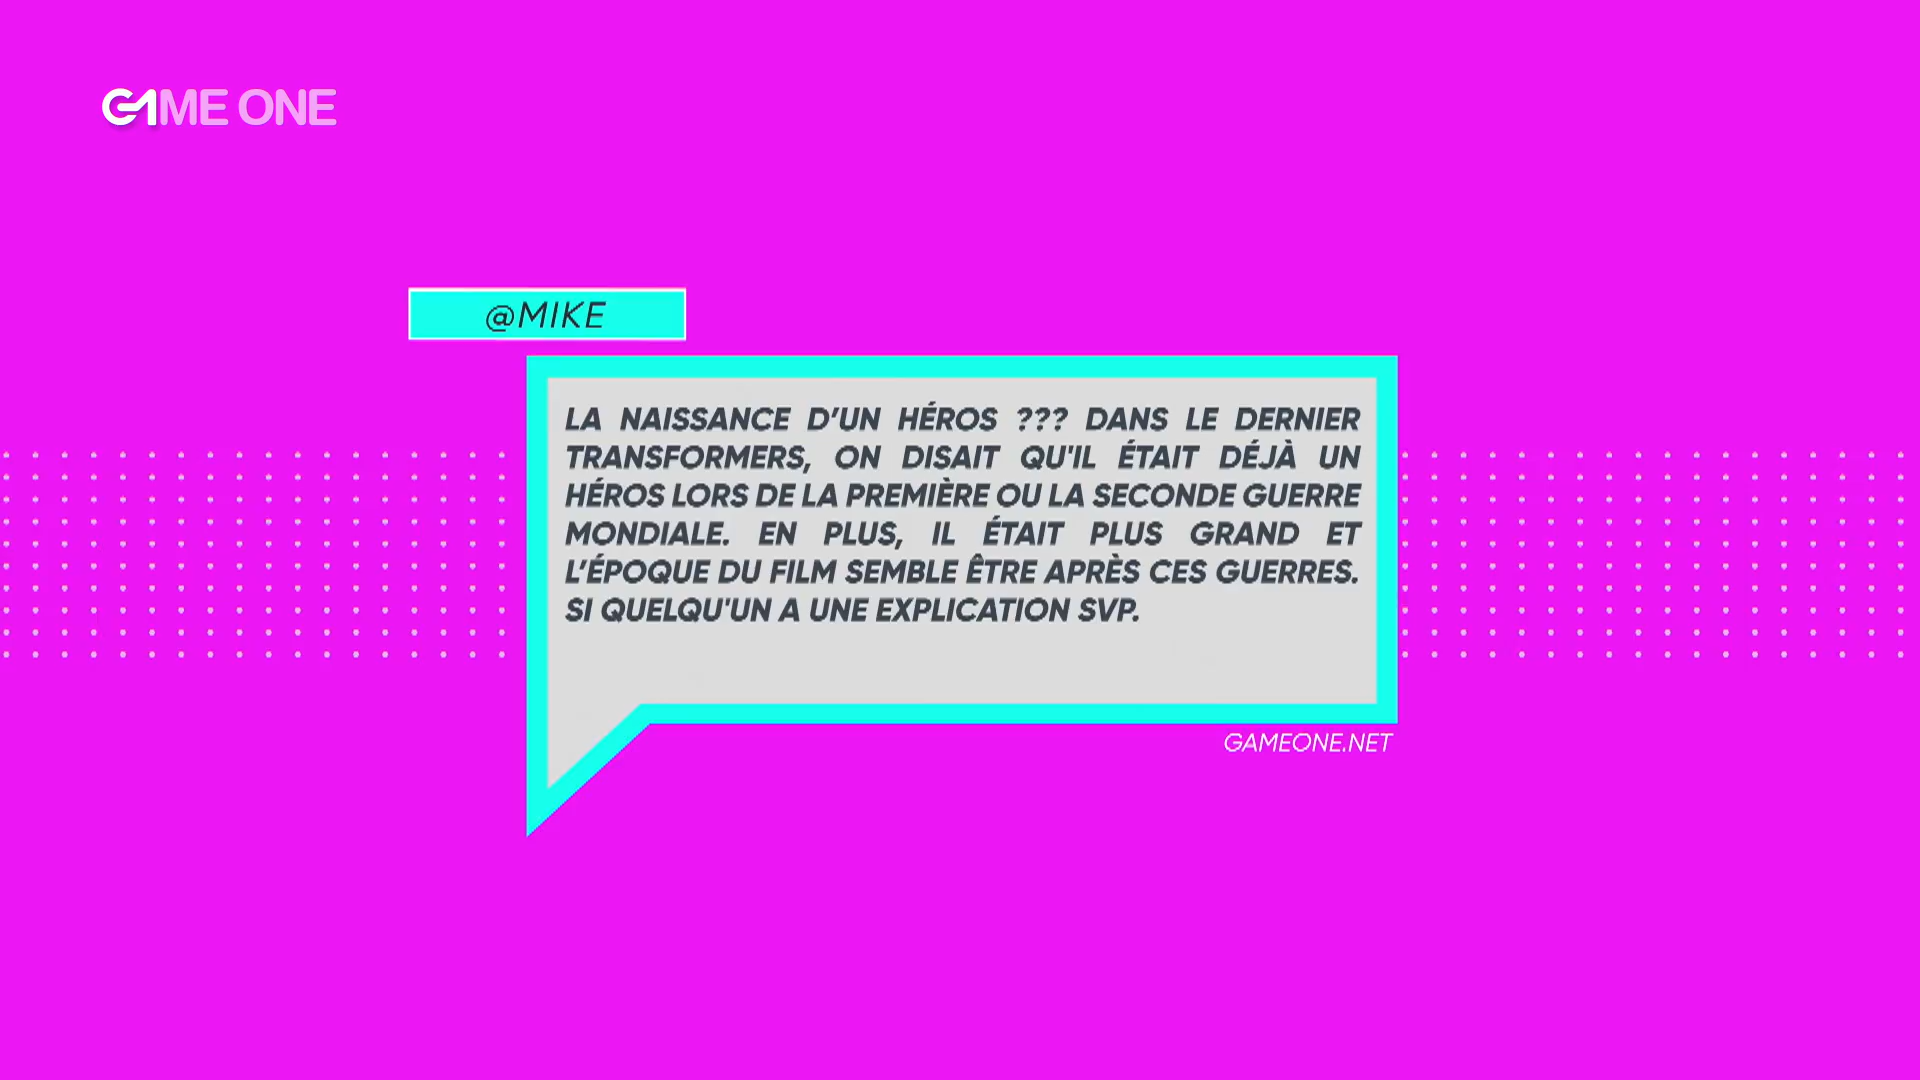 GAME ONE
@MIKE
LA NAISSANCE D’UN HÉROS ??? DANS LE DERNIER
TRANSFORMERS, ON DISAIT QU'IL ÉTAIT DÉJÀ UN
HÉROS LORS DE LA PREMIÈRE OU LA SECONDE GUERRE
MONDIALE. EN PLUS, IL ÉTAIT PLUS GRAND ET
L’ÉPOQUE DU FILM SEMBLE ÊTRE APRÈS CES GUERRES.
SI QUELQU'UN A UNE EXPLICATION SVP.
GAMEONE.NET